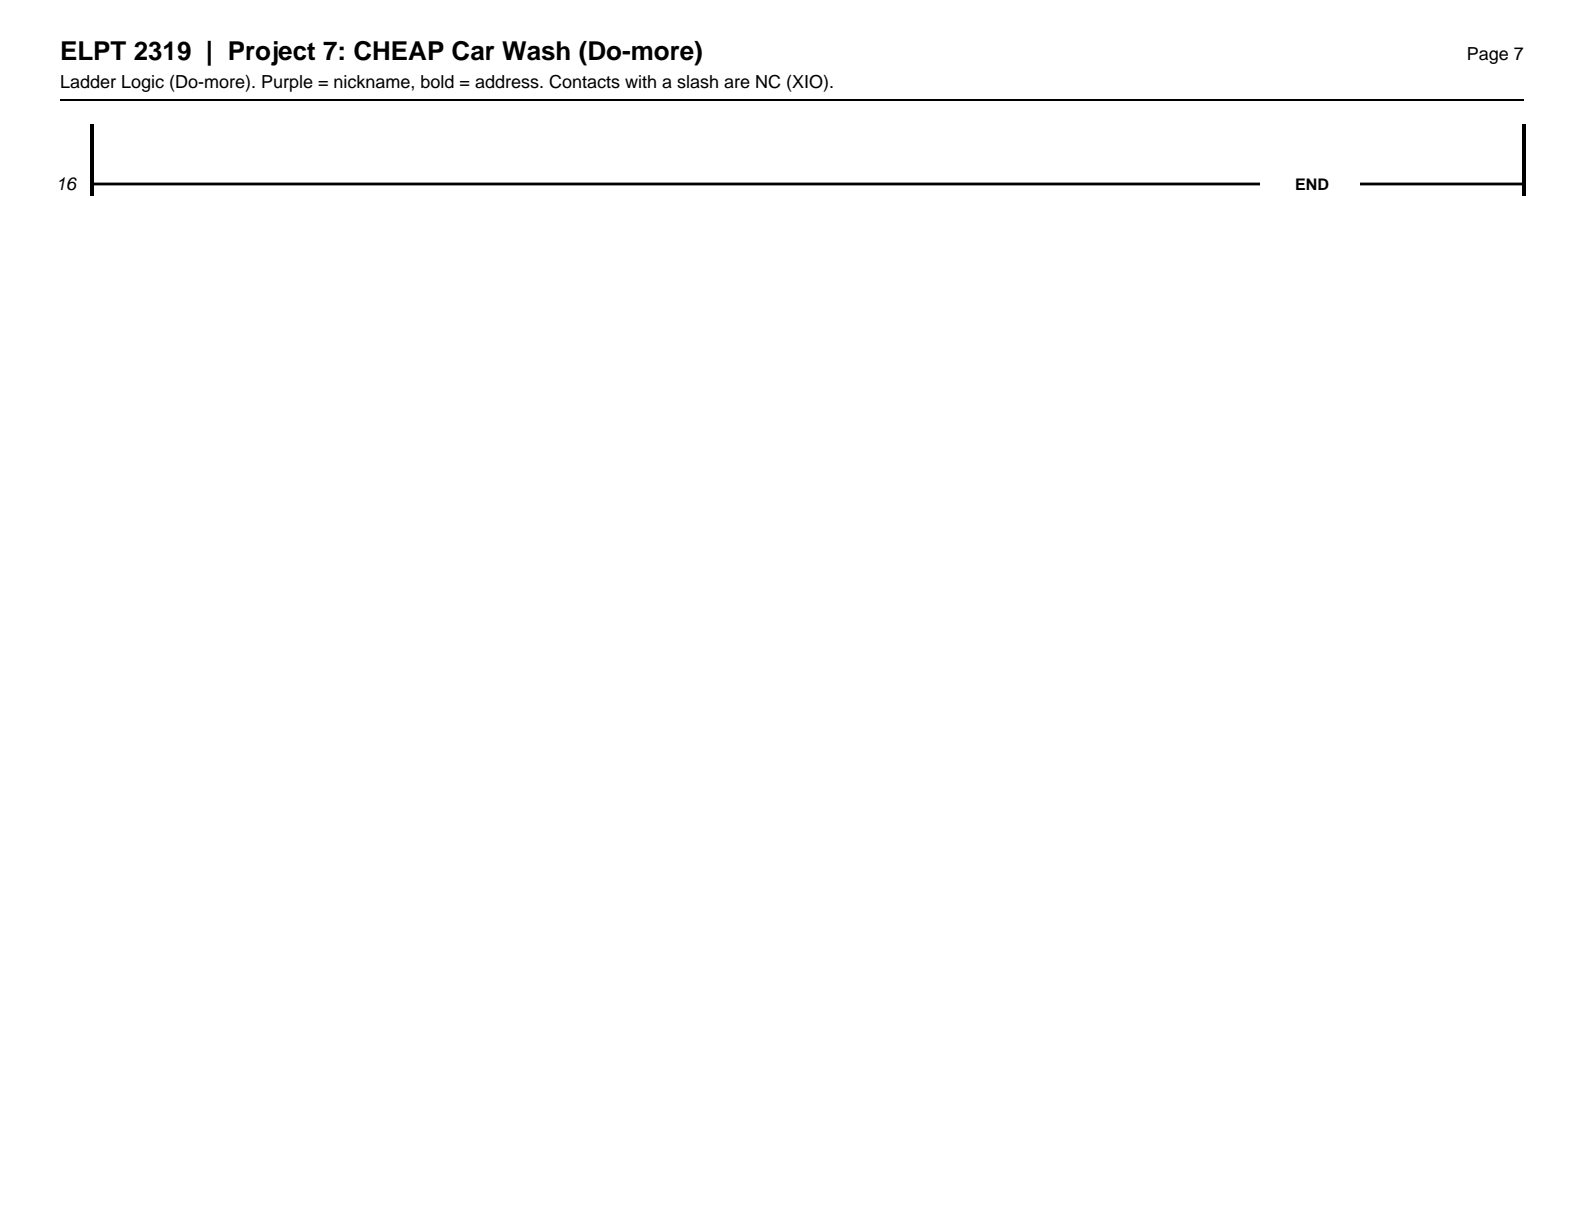 ELPT 2319 | Project 7: CHEAP Car Wash (Do-more)
Page 7
Ladder Logic (Do-more). Purple = nickname, bold = address. Contacts with a slash are NC (XIO).
16
END